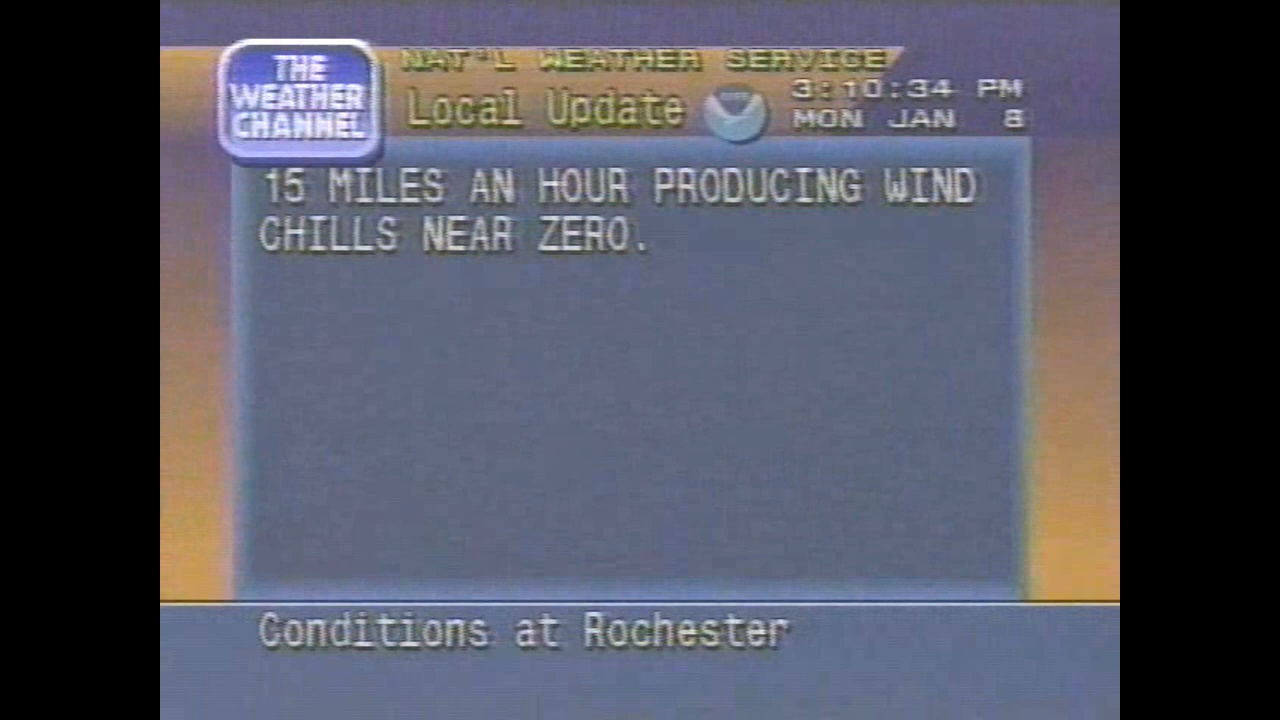 THE
WEATHER
CHANNEL
NAT'L WEATHER SERVICE
Local Update
3:10:34 PM
MON JAN 8
15 MILES AN HOUR PRODUCING WIND
CHILLS NEAR ZERO.
Conditions at Rochester